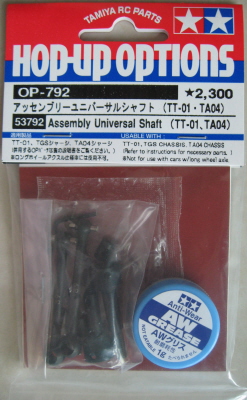 TAMIYA RC PARTS
HOP-UP OPTIONS
OP-792
★2,300
アッセンブリーユニバーサルシャフト (TT-01・TA04)
53792 Assembly Universal Shaft (TT-01, TA04)
USABLE WITH:
TT-01, TGSシャーシ, TA04シャーシ
TT-01, TGS CHASSIS, TA04 CHASSIS
(Refer to instructions for necessary parts.)
※Not for use with cars w/long wheel axle.
Anti-Wear
AW
GREASE
AWグリス
1g
NOT EATABLE